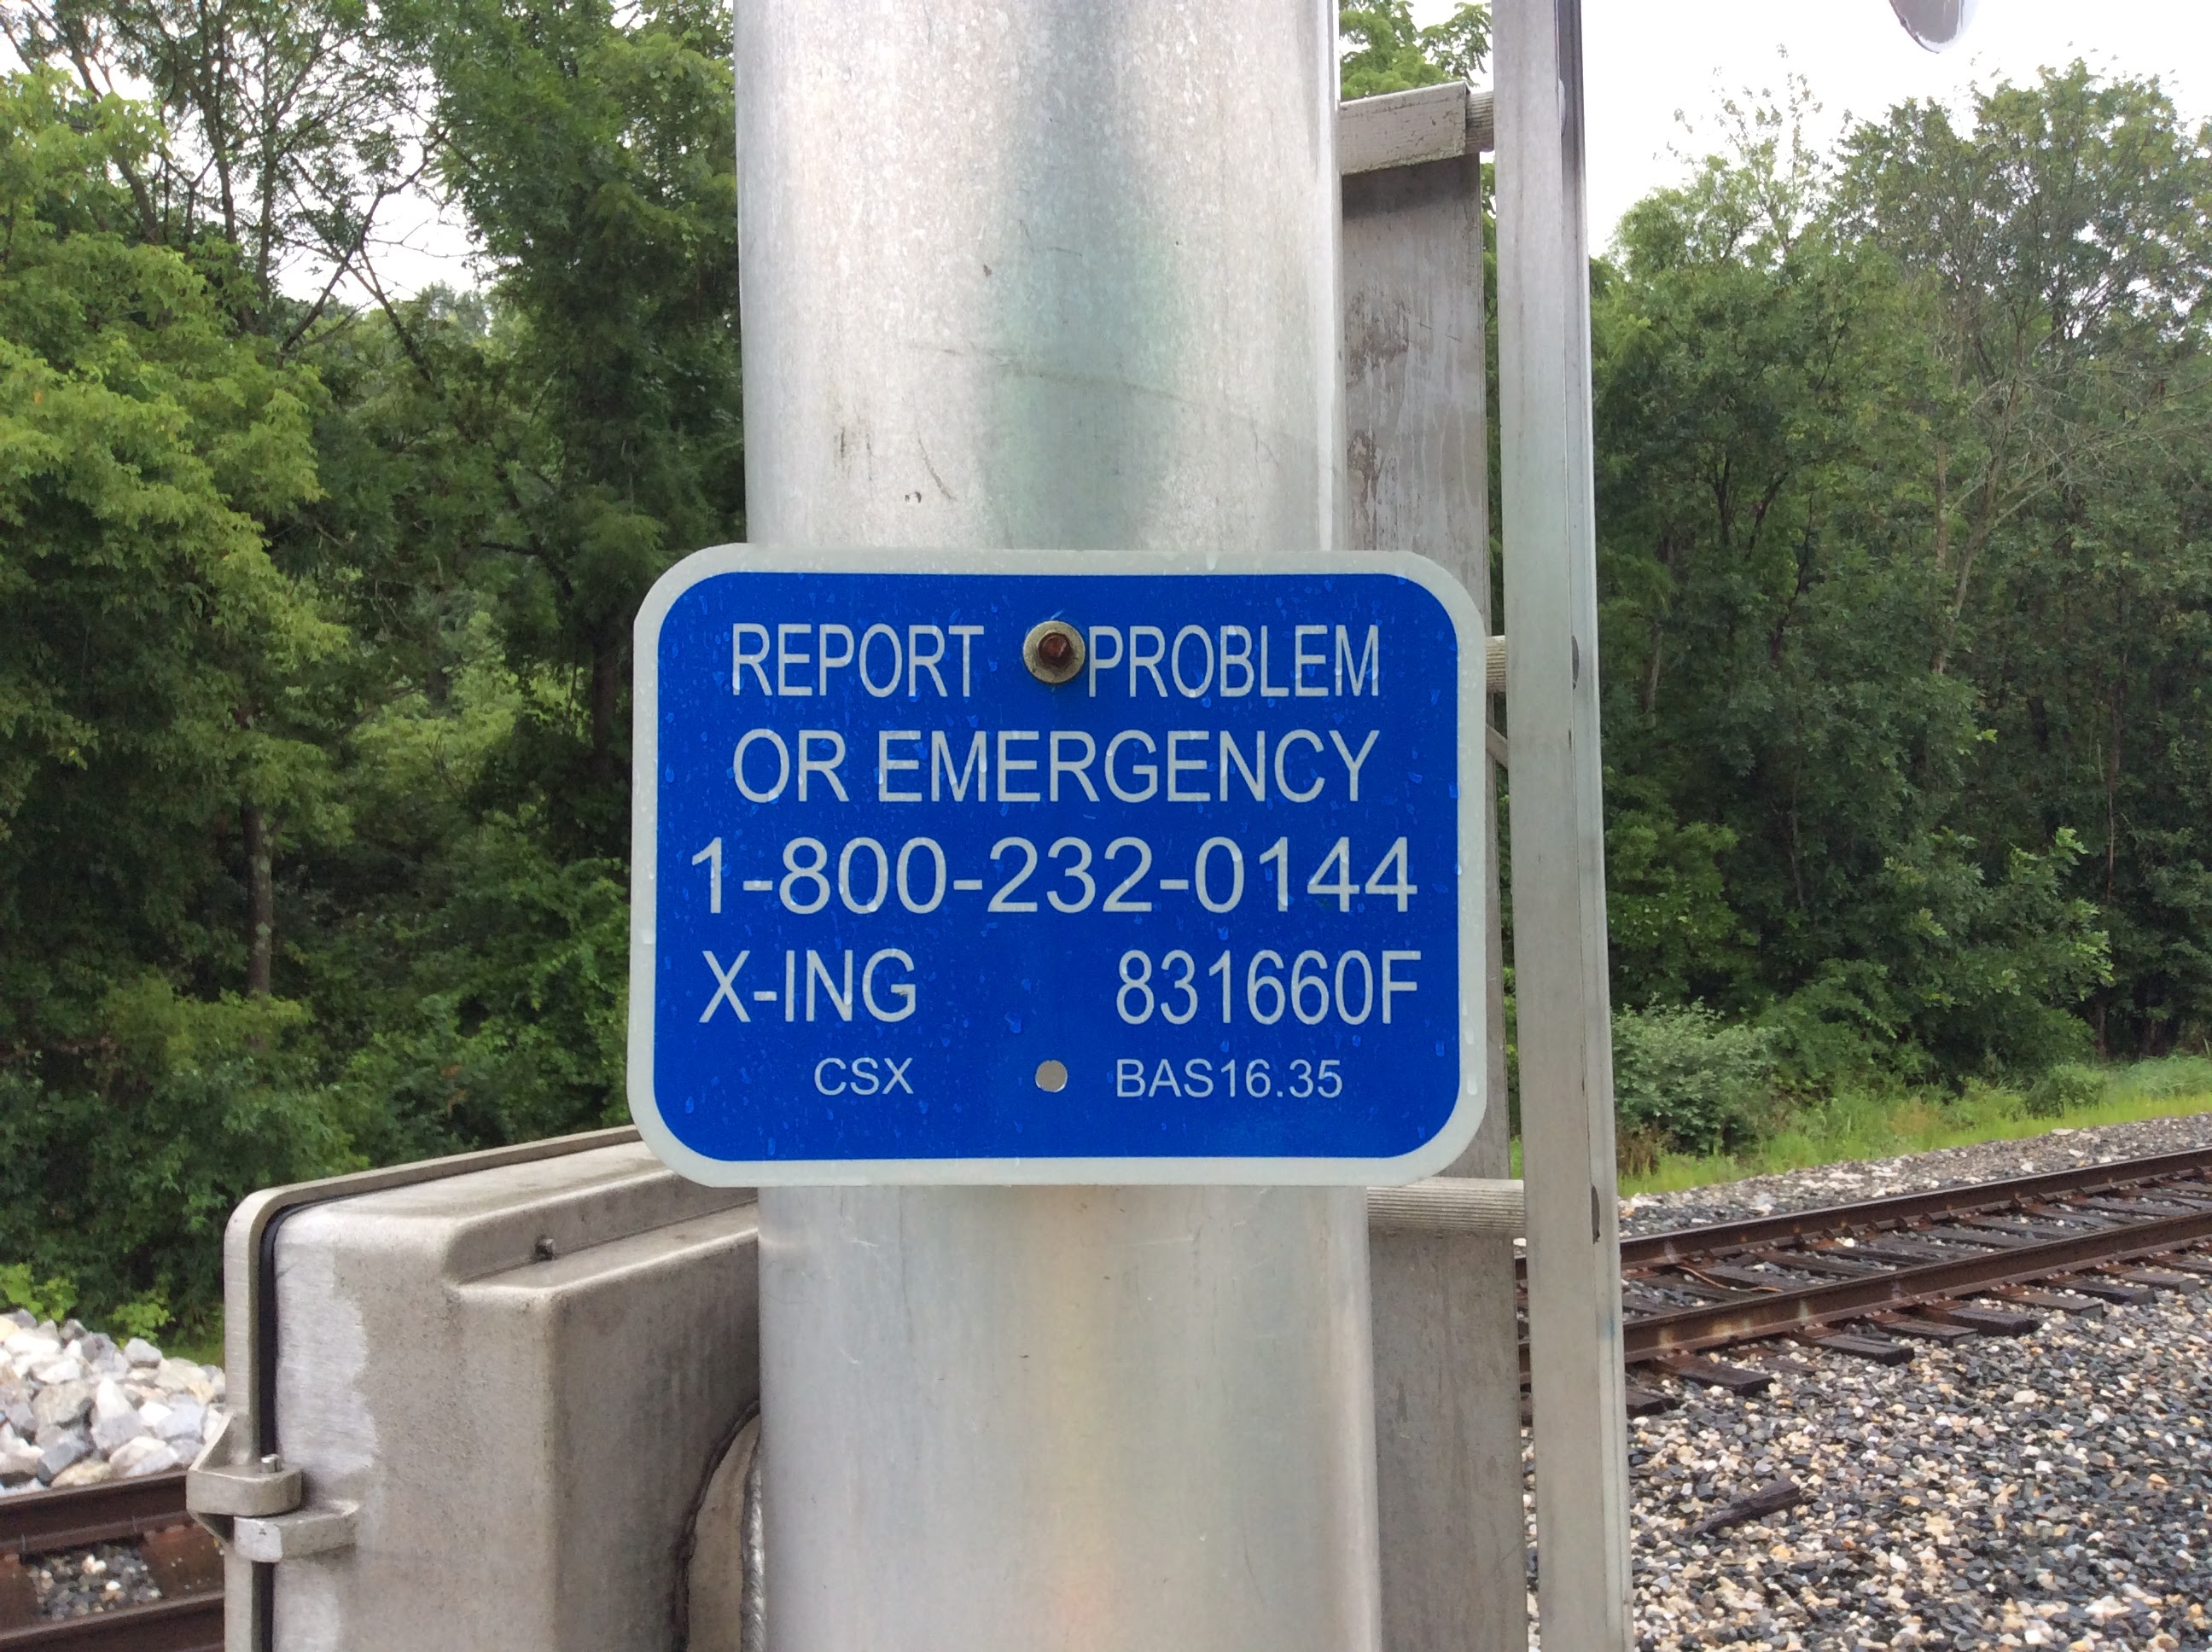 REPORT PROBLEM
OR EMERGENCY
1-800-232-0144
X-ING 831660F
CSX BAS16.35